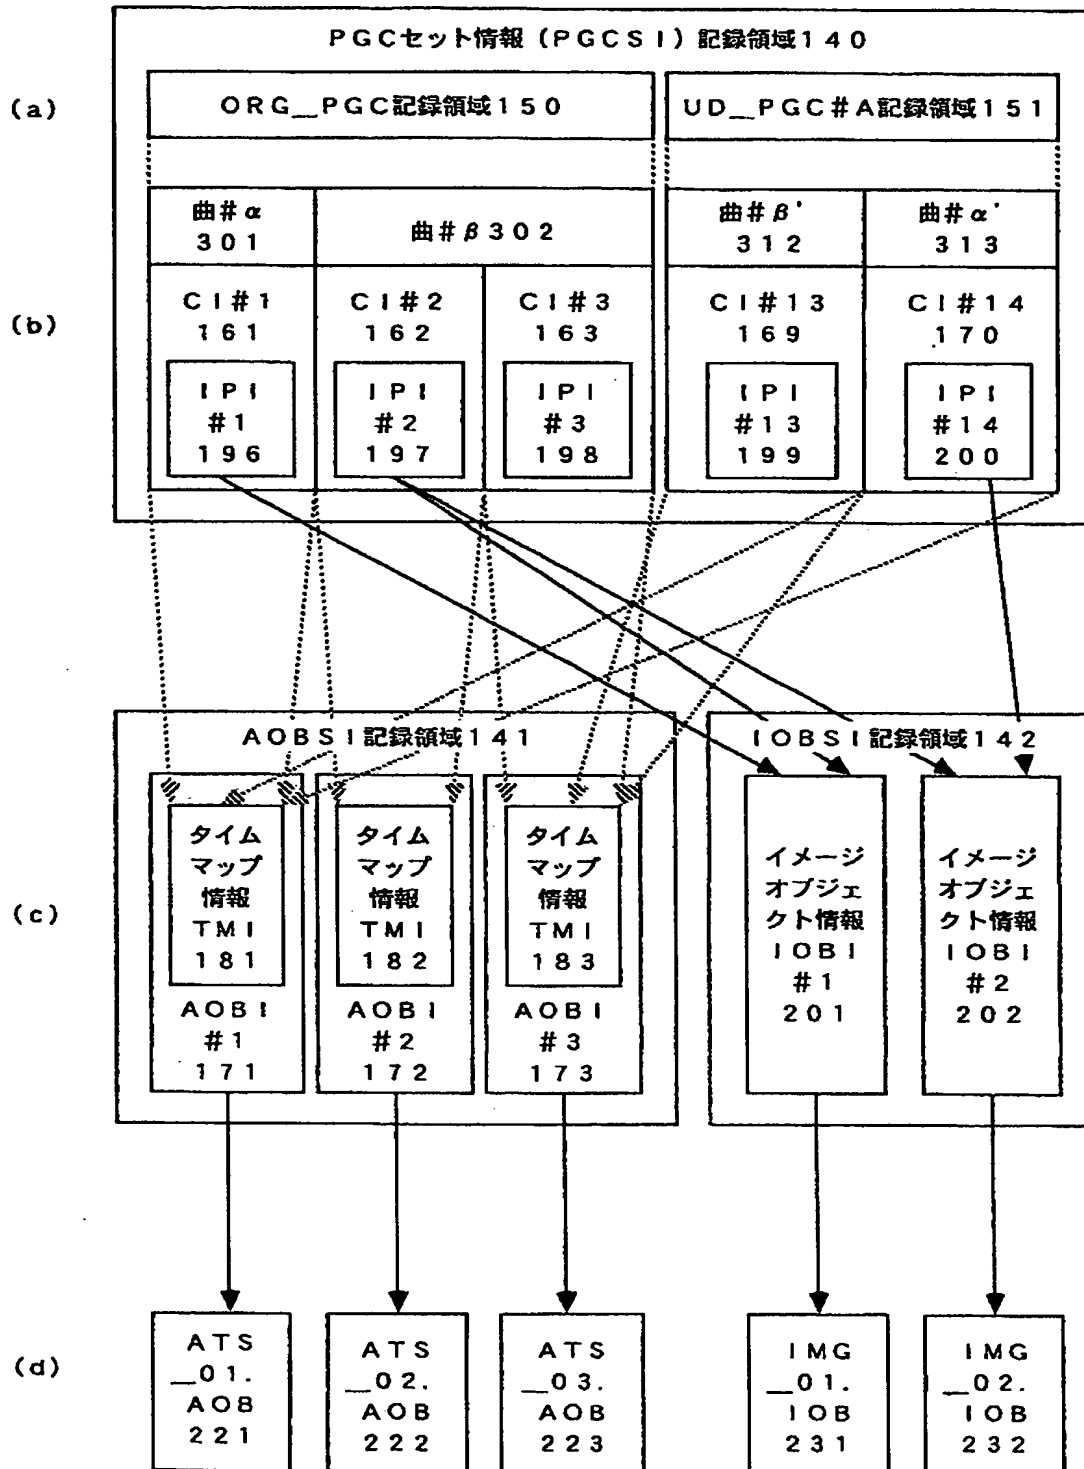 PGCセット情報(PGCSI)記録領域140
(a)
ORG__PGC記録領域150
UD__PGC#A記録領域151
曲#α
301
曲#β302
曲#β'
312
曲#α'
313
(b)
CI#1
161
CI#2
162
CI#3
163
CI#13
169
CI#14
170
IPI
#1
196
IPI
#2
197
IPI
#3
198
IPI
#13
199
IPI
#14
200
AOBSI記録領域141
IOBSI記録領域142
(c)
タイム
マップ
情報
TMI
181
AOBI
#1
171
タイム
マップ
情報
TMI
182
AOBI
#2
172
タイム
マップ
情報
TMI
183
AOBI
#3
173
イメージ
オブジェ
クト情報
IOBI
#1
201
イメージ
オブジェ
クト情報
IOBI
#2
202
(d)
ATS
__01.
AOB
221
ATS
__02.
AOB
222
ATS
__03.
AOB
223
IMG
__01.
IOB
231
IMG
__02.
IOB
232